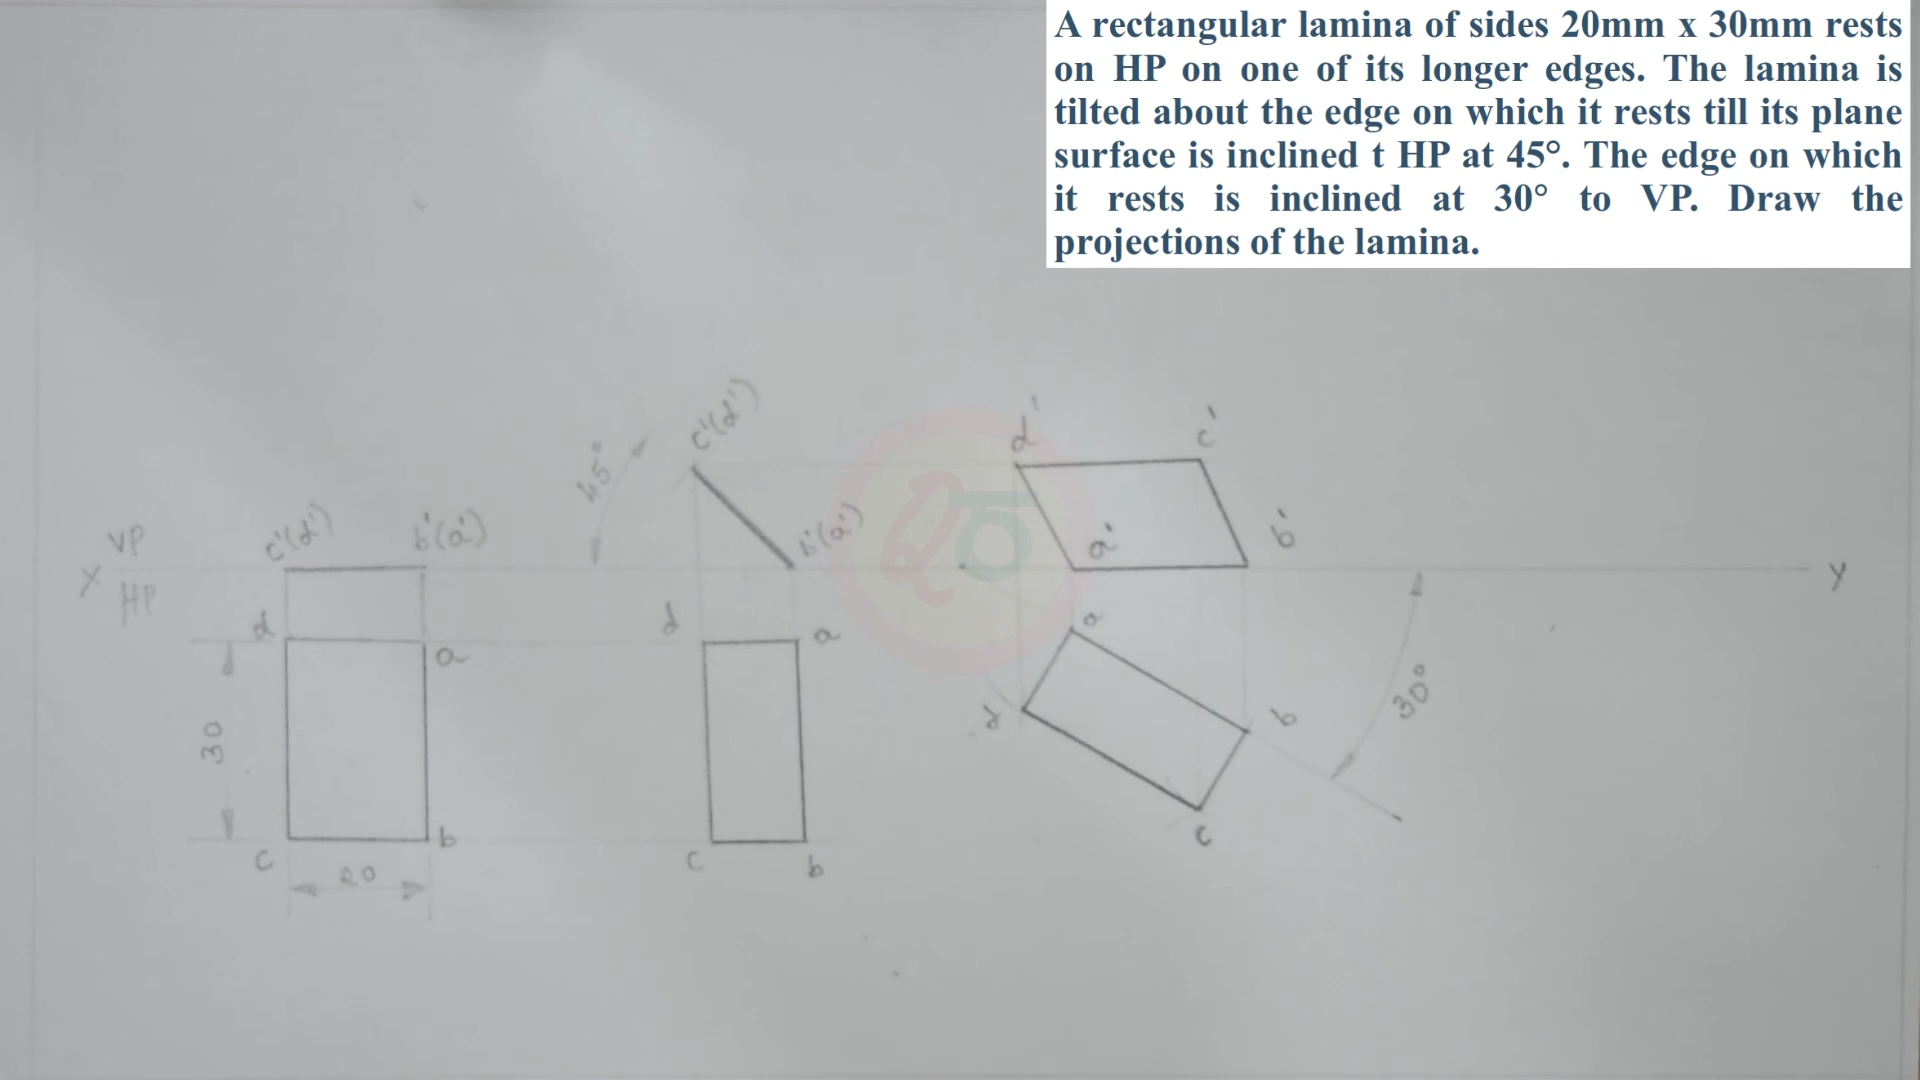 A rectangular lamina of sides 20mm x 30mm rests
on HP on one of its longer edges. The lamina is
tilted about the edge on which it rests till its plane
surface is inclined t HP at 45°. The edge on which
it rests is inclined at 30° to VP. Draw the
projections of the lamina.
c'(d')
d'
c'
45°
VP
c'(d')
b'(a')
b'(a')
a'
b'
X
HP
Y
d
a
d
a
a
30
d
b
30°
c
b
c
b
c
20